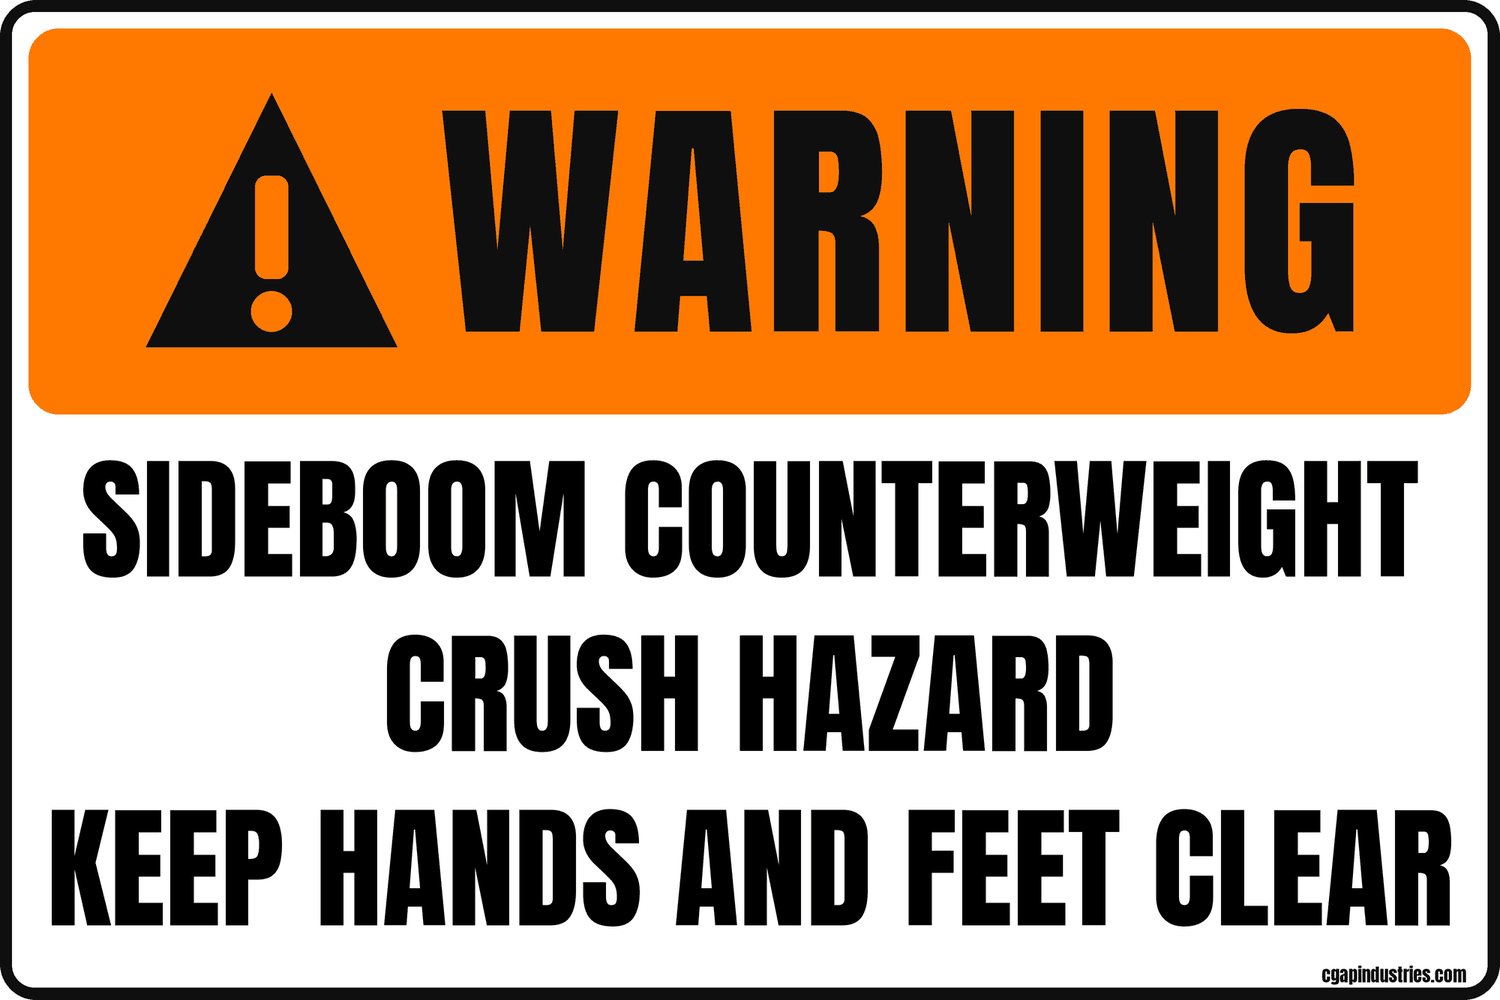 WARNING
SIDEBOOM COUNTERWEIGHT
CRUSH HAZARD
KEEP HANDS AND FEET CLEAR
cgapindustries.com